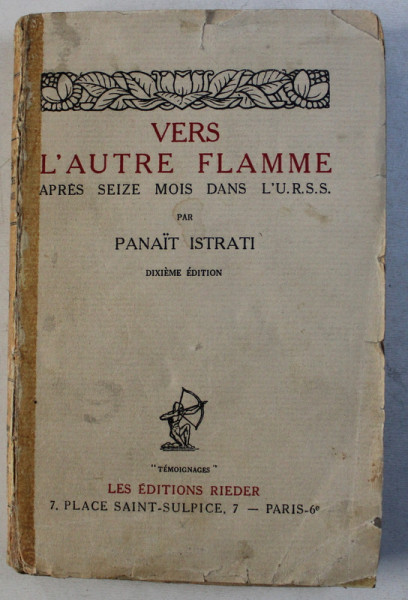 VERS
L'AUTRE FLAMME
APRÈS SEIZE MOIS DANS L'U.R.S.S.
PAR
PANAÏT ISTRATI
DIXIÈME ÉDITION
"TÉMOIGNAGES"
LES ÉDITIONS RIEDER
7, PLACE SAINT-SULPICE, 7 — PARIS-6e